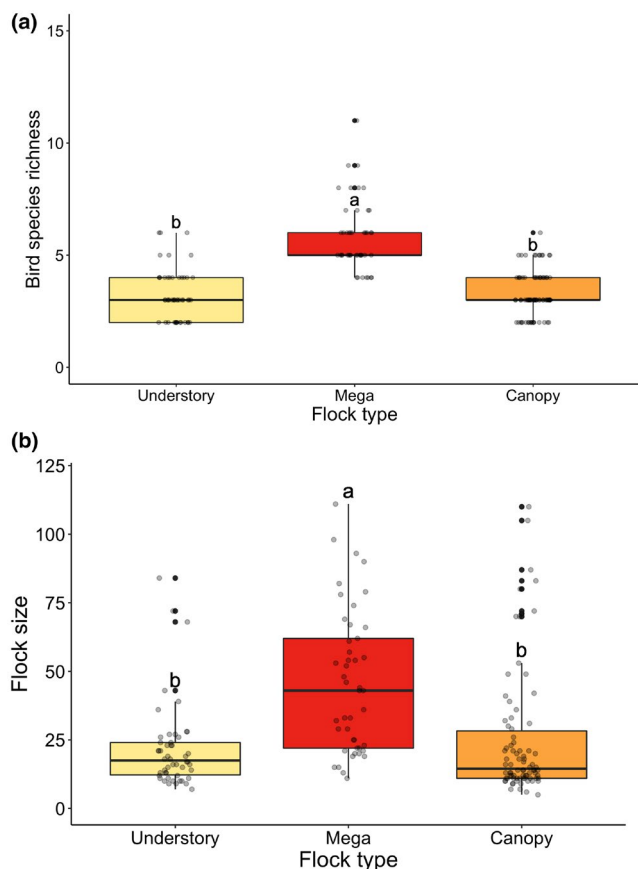 (a)
15
10
5
0
Bird species richness
b
a
b
Understory Mega Canopy
Flock type
(b)
125
100
75
50
25
0
Flock size
b
a
b
Understory Mega Canopy
Flock type